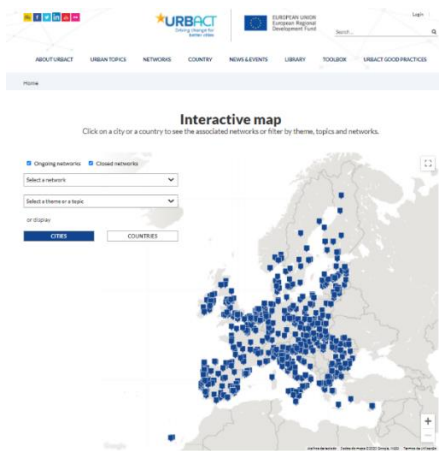 URBACT
Driving change for
better cities
EUROPEAN UNION
European Regional
Development Fund
Login
Search...
ABOUT URBACT
URBAN TOPICS
NETWORKS
COUNTRY
NEWS & EVENTS
LIBRARY
TOOLBOX
URBACT GOOD PRACTICES
Home
Interactive map
Click on a city or a country to see the associated networks or filter by theme, topics and networks.
Ongoing networks
Closed networks
Select a network
Select a theme or a topic
or display
CITIES
COUNTRIES
Google